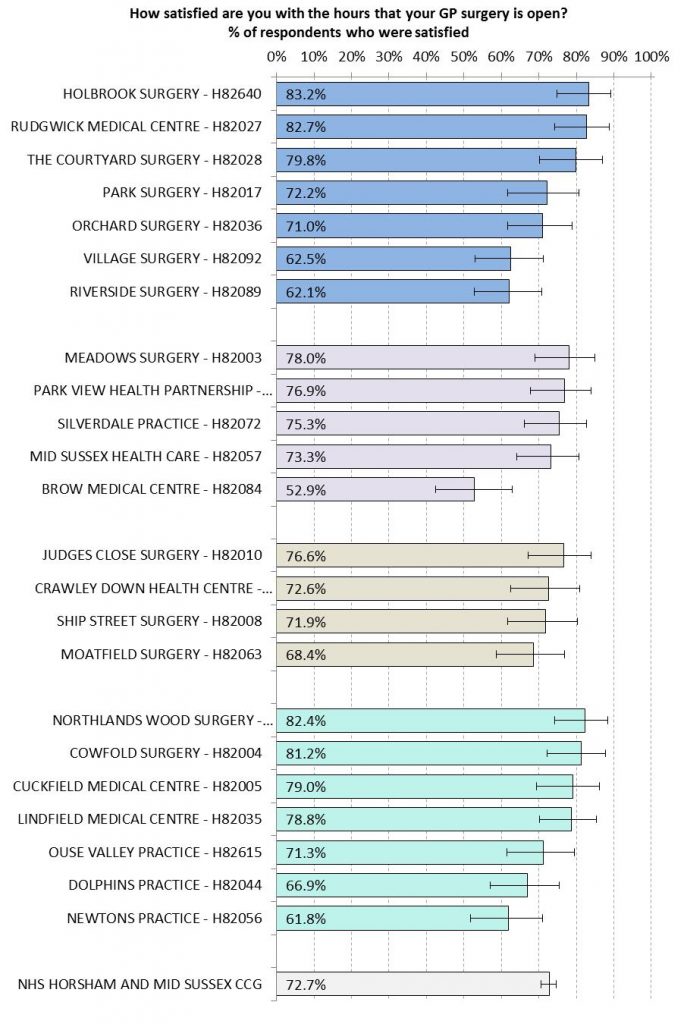 How satisfied are you with the hours that your GP surgery is open?
% of respondents who were satisfied
0% 10% 20% 30% 40% 50% 60% 70% 80% 90% 100%
HOLBROOK SURGERY - H82640 83.2%
RUDGWICK MEDICAL CENTRE - H82027 82.7%
THE COURTYARD SURGERY - H82028 79.8%
PARK SURGERY - H82017 72.2%
ORCHARD SURGERY - H82036 71.0%
VILLAGE SURGERY - H82092 62.5%
RIVERSIDE SURGERY - H82089 62.1%
MEADOWS SURGERY - H82003 78.0%
PARK VIEW HEALTH PARTNERSHIP -... 76.9%
SILVERDALE PRACTICE - H82072 75.3%
MID SUSSEX HEALTH CARE - H82057 73.3%
BROW MEDICAL CENTRE - H82084 52.9%
JUDGES CLOSE SURGERY - H82010 76.6%
CRAWLEY DOWN HEALTH CENTRE -... 72.6%
SHIP STREET SURGERY - H82008 71.9%
MOATFIELD SURGERY - H82063 68.4%
NORTHLANDS WOOD SURGERY -... 82.4%
COWFOLD SURGERY - H82004 81.2%
CUCKFIELD MEDICAL CENTRE - H82005 79.0%
LINDFIELD MEDICAL CENTRE - H82035 78.8%
OUSE VALLEY PRACTICE - H82615 71.3%
DOLPHINS PRACTICE - H82044 66.9%
NEWTONS PRACTICE - H82056 61.8%
NHS HORSHAM AND MID SUSSEX CCG 72.7%